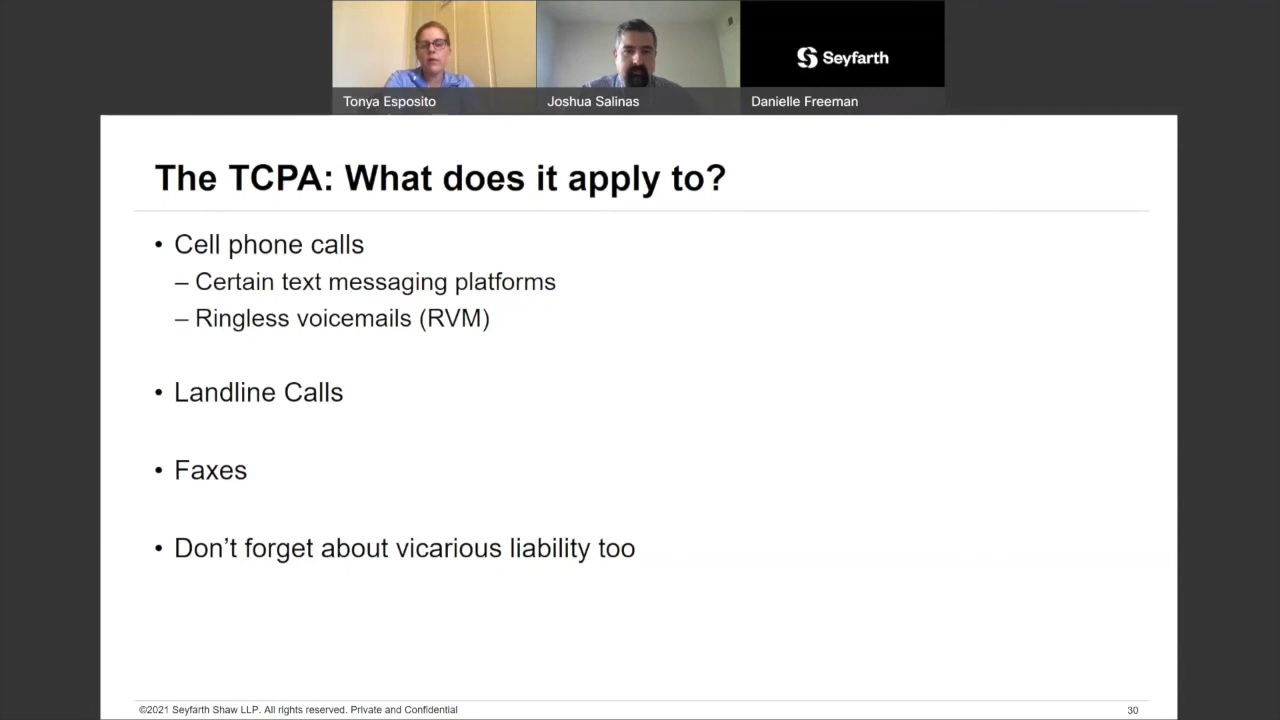 Seyfarth
Tonya Esposito
Joshua Salinas
Danielle Freeman
The TCPA: What does it apply to?
• Cell phone calls
– Certain text messaging platforms
– Ringless voicemails (RVM)
• Landline Calls
• Faxes
• Don’t forget about vicarious liability too
©2021 Seyfarth Shaw LLP. All rights reserved. Private and Confidential
30